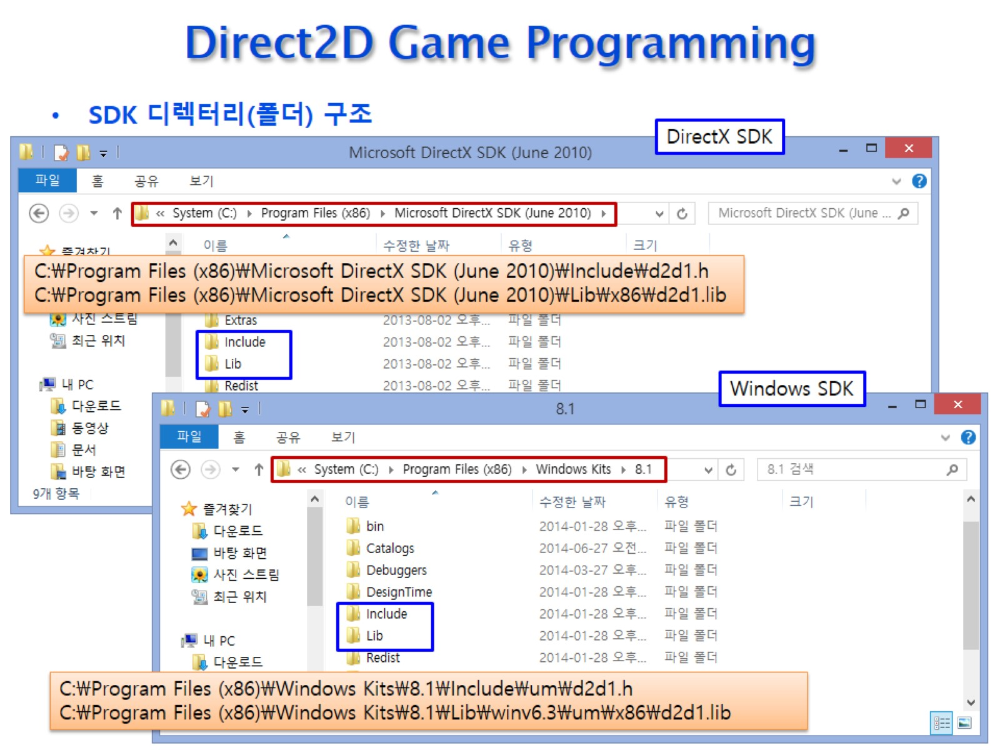 Direct2D Game Programming
• SDK 디렉터리(폴더) 구조
DirectX SDK
Microsoft DirectX SDK (June 2010)
파일 홈 공유 보기
« System (C:) Program Files (x86) Microsoft DirectX SDK (June 2010)
Microsoft DirectX SDK (June ...
즐겨찾기
이름 수정한 날짜 유형 크기
C:₩Program Files (x86)₩Microsoft DirectX SDK (June 2010)₩Include₩d2d1.h
C:₩Program Files (x86)₩Microsoft DirectX SDK (June 2010)₩Lib₩x86₩d2d1.lib
사진 스트림
최근 위치
내 PC
다운로드
동영상
문서
바탕 화면
9개 항목
Extras 2013-08-02 오후... 파일 폴더
Include 2013-08-02 오후... 파일 폴더
Lib 2013-08-02 오후... 파일 폴더
Redist 2013-08-02 오후... 파일 폴더
Windows SDK
8.1
파일 홈 공유 보기
« System (C:) Program Files (x86) Windows Kits 8.1
8.1 검색
즐겨찾기
다운로드
바탕 화면
사진 스트림
최근 위치
내 PC
다운로드
이름 수정한 날짜 유형 크기
bin 2014-01-28 오후... 파일 폴더
Catalogs 2014-06-27 오전... 파일 폴더
Debuggers 2014-03-27 오후... 파일 폴더
DesignTime 2014-01-28 오후... 파일 폴더
Include 2014-01-28 오후... 파일 폴더
Lib 2014-01-28 오후... 파일 폴더
Redist 2014-01-28 오후... 파일 폴더
C:₩Program Files (x86)₩Windows Kits₩8.1₩Include₩um₩d2d1.h
C:₩Program Files (x86)₩Windows Kits₩8.1₩Lib₩winv6.3₩um₩x86₩d2d1.lib